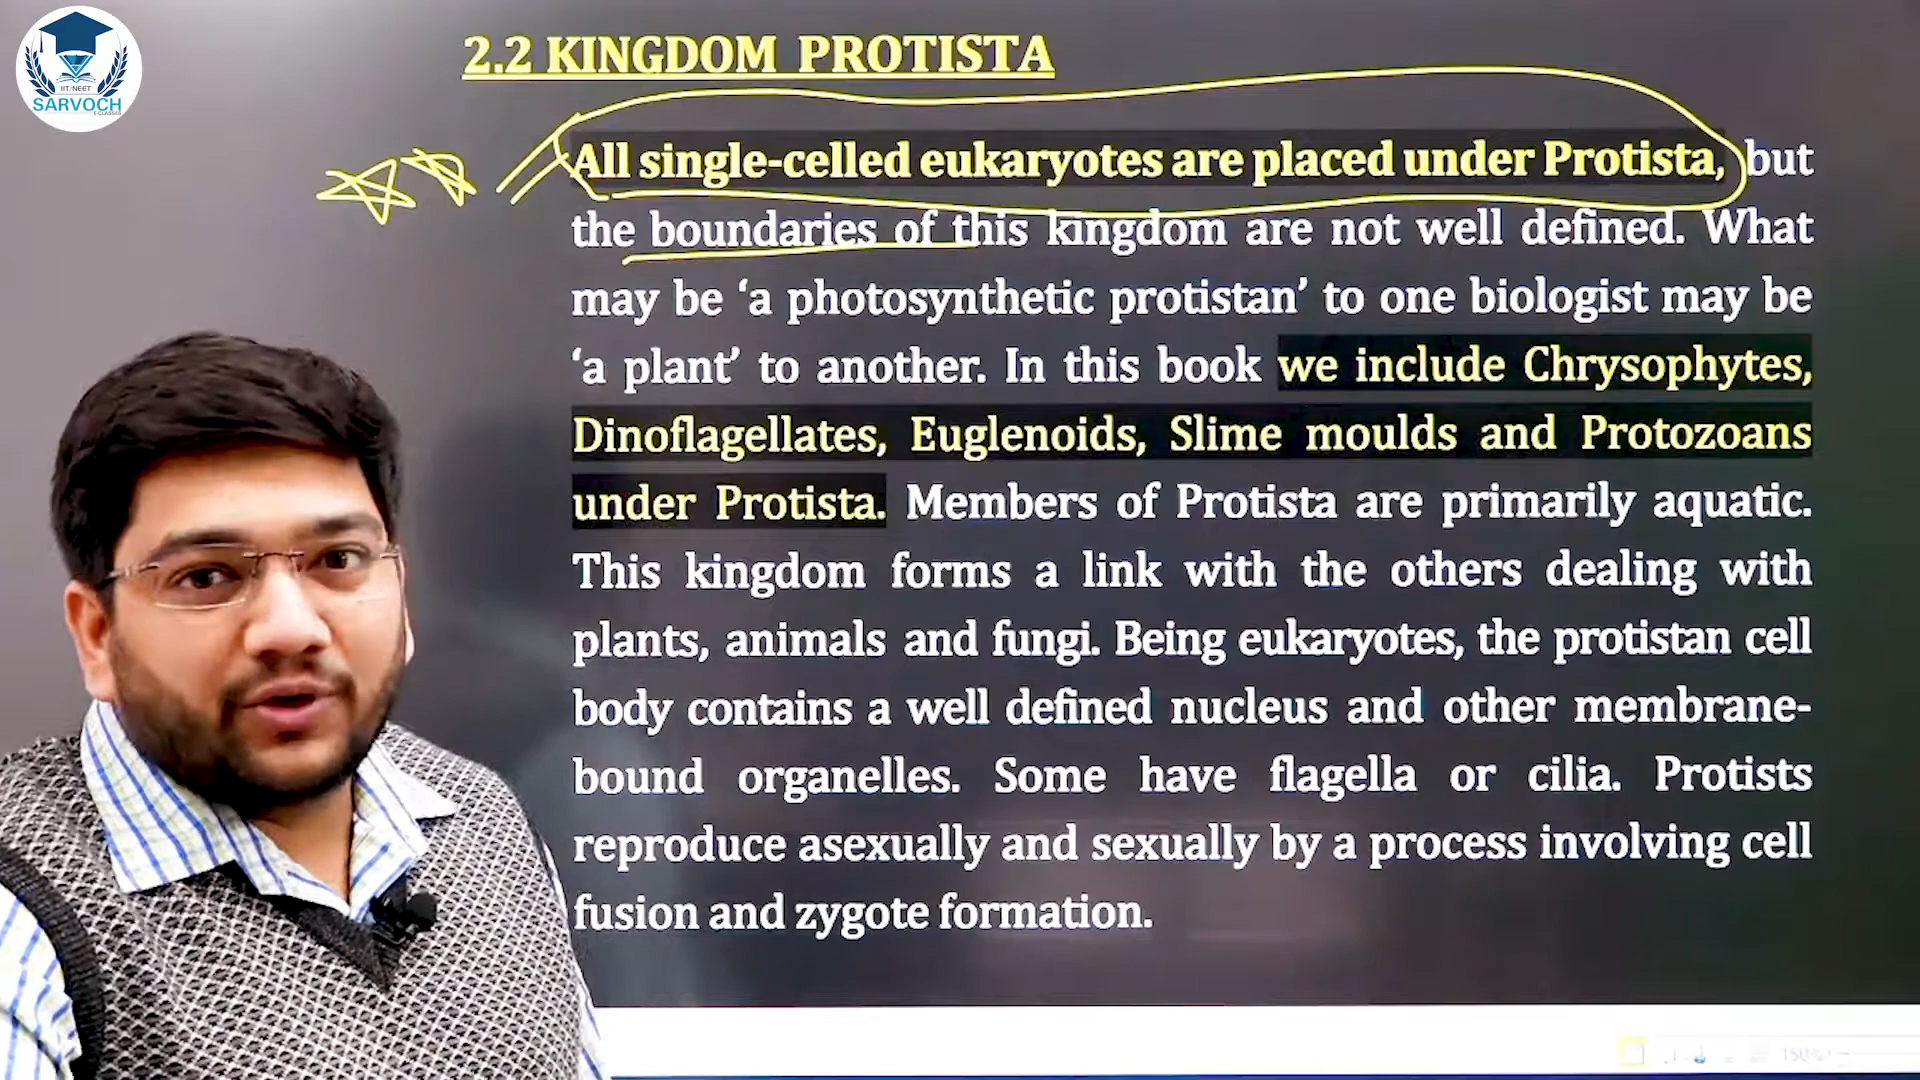 IIT/NEET
SARVOCH
E-CLASSES
2.2 KINGDOM PROTISTA
All single-celled eukaryotes are placed under Protista, but
the boundaries of this kingdom are not well defined. What
may be ‘a photosynthetic protistan’ to one biologist may be
‘a plant’ to another. In this book we include Chrysophytes,
Dinoflagellates, Euglenoids, Slime moulds and Protozoans
under Protista. Members of Protista are primarily aquatic.
This kingdom forms a link with the others dealing with
plants, animals and fungi. Being eukaryotes, the protistan cell
body contains a well defined nucleus and other membrane-
bound organelles. Some have flagella or cilia. Protists
reproduce asexually and sexually by a process involving cell
fusion and zygote formation.
150%